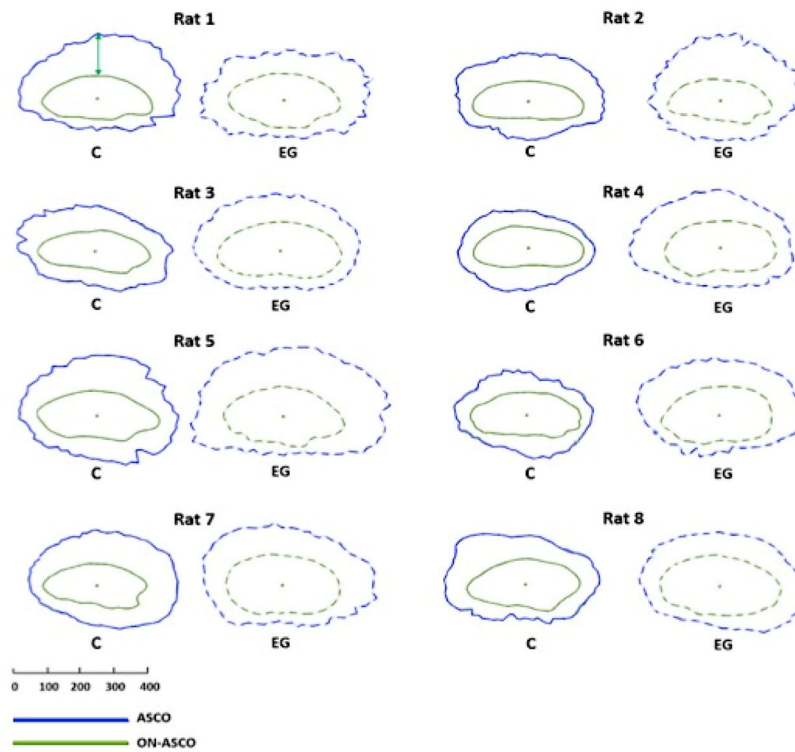 Rat 1
Rat 2
C
EG
C
EG
Rat 3
Rat 4
C
EG
C
EG
Rat 5
Rat 6
C
EG
C
EG
Rat 7
Rat 8
C
EG
C
EG
0 100 200 300 400
ASCO
ON-ASCO